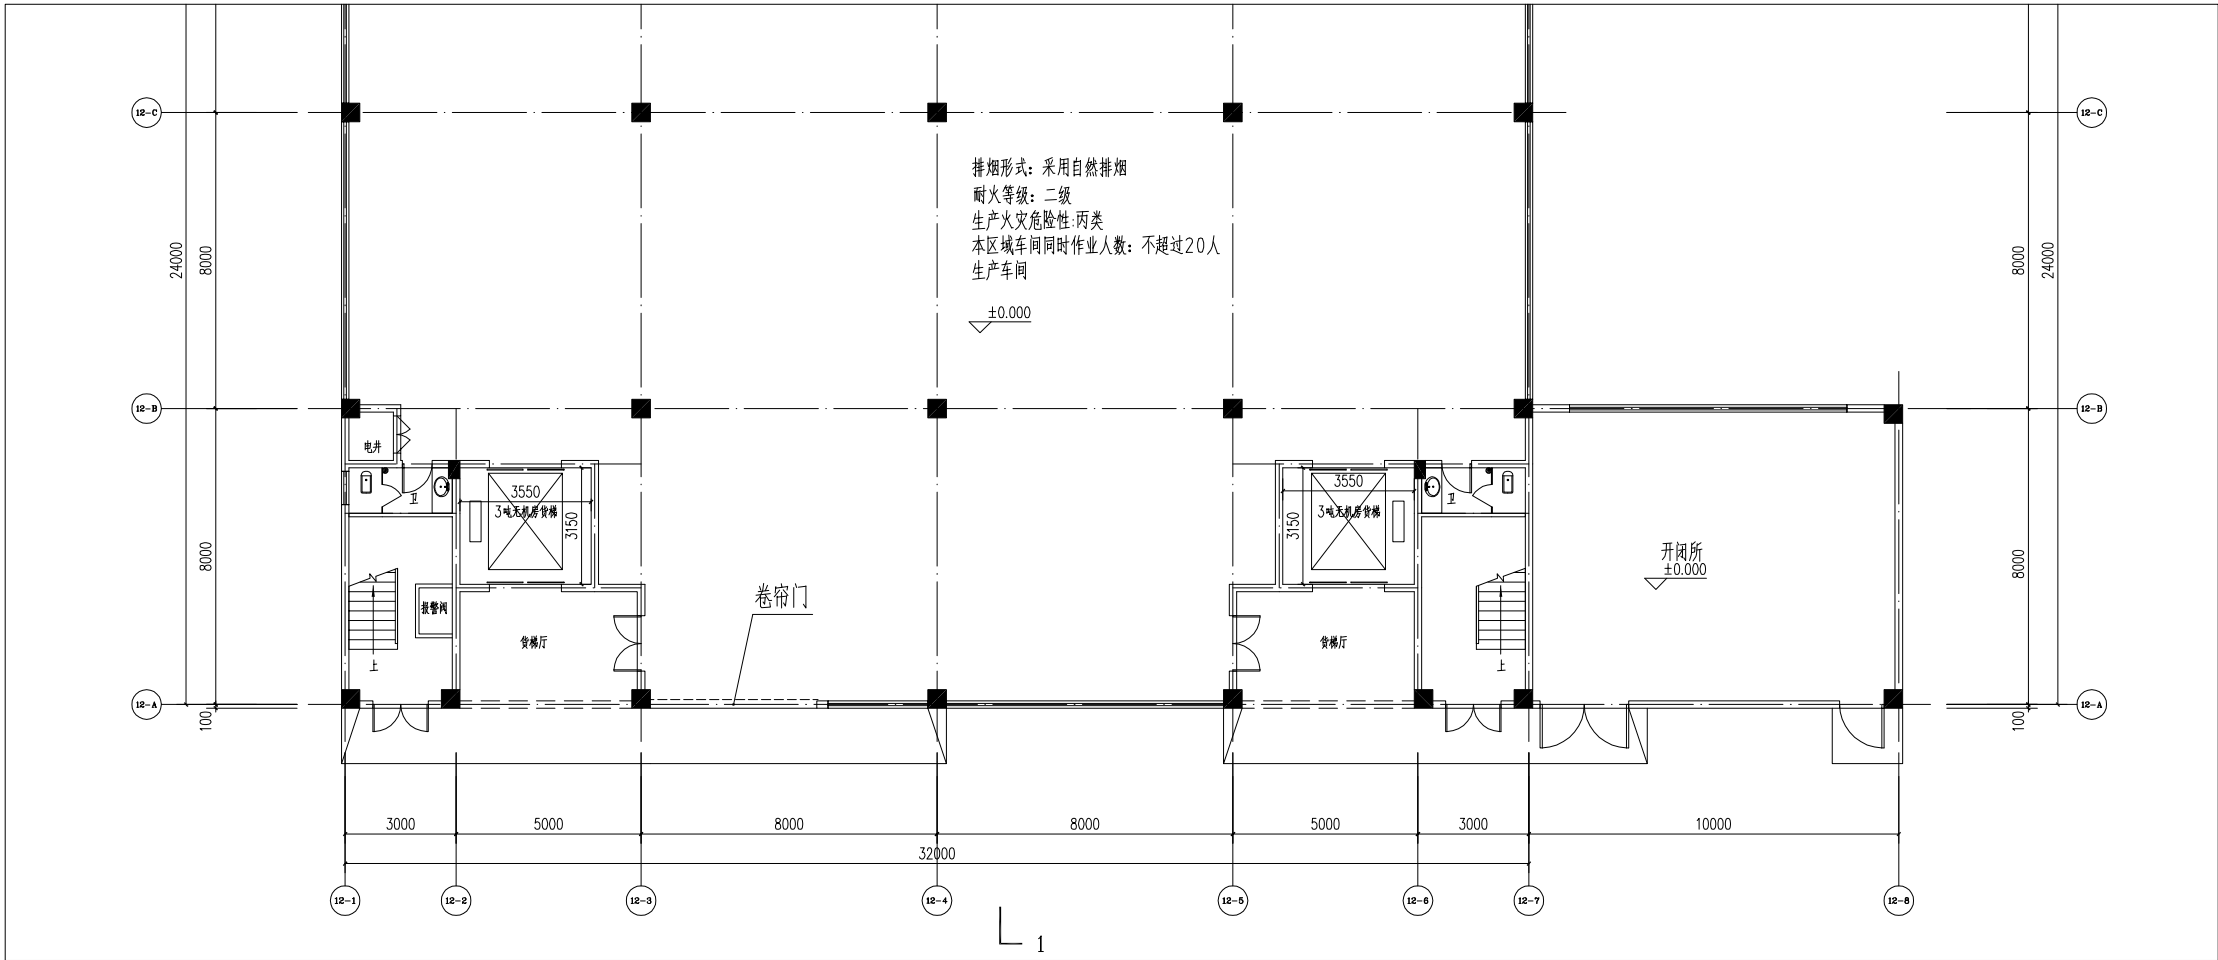 12-C
12-C
排烟形式：采用自然排烟
耐火等级：二级
生产火灾危险性:丙类
本区域车间同时作业人数：不超过20人
生产车间
24000
8000
8000
24000
±0.000
12-B
12-B
电井
卫
3550
3吨无机房货梯
3150
3550
3吨无机房货梯
3150
卫
8000
8000
开闭所
±0.000
卷帘门
报警阀
货梯厅
货梯厅
上
上
12-A
12-A
100
100
3000
5000
8000
8000
5000
3000
10000
32000
12-1
12-2
12-3
12-4
12-5
12-6
12-7
12-8
1